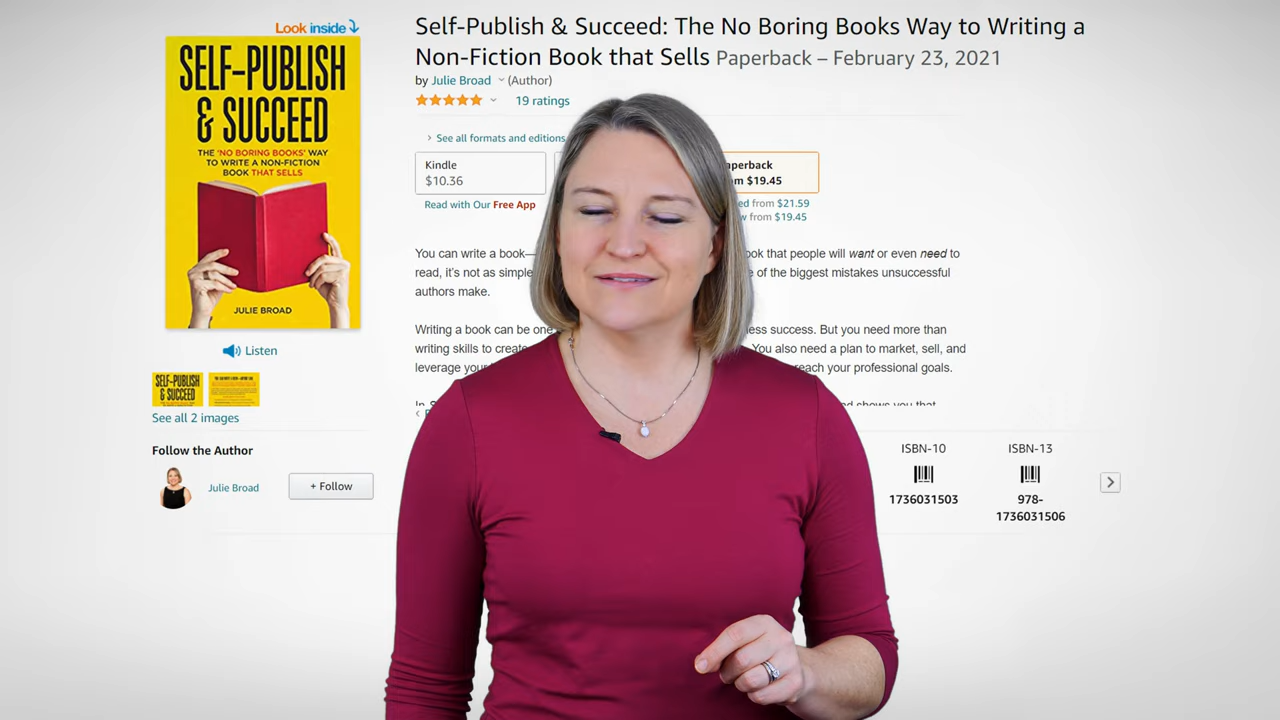 Look inside
SELF-PUBLISH
& SUCCEED
THE 'NO BORING BOOKS' WAY
TO WRITE A NON-FICTION
BOOK THAT SELLS
JULIE BROAD
Listen
SELF-PUBLISH
& SUCCEED
See all 2 images
Follow the Author
Julie Broad
+ Follow
Self-Publish & Succeed: The No Boring Books Way to Writing a
Non-Fiction Book that Sells Paperback – February 23, 2021
by Julie Broad (Author)
19 ratings
See all formats and editions
Kindle
$10.36
Read with Our Free App
aperback
m $19.45
ed from $21.59
w from $19.45
You can write a book— ook that people will want or even need to
read, it's not as simple e of the biggest mistakes unsuccessful
authors make.
Writing a book can be one ess success. But you need more than
writing skills to create You also need a plan to market, sell, and
leverage your reach your professional goals.
nd shows you that
ISBN-10
1736031503
ISBN-13
978-
1736031506